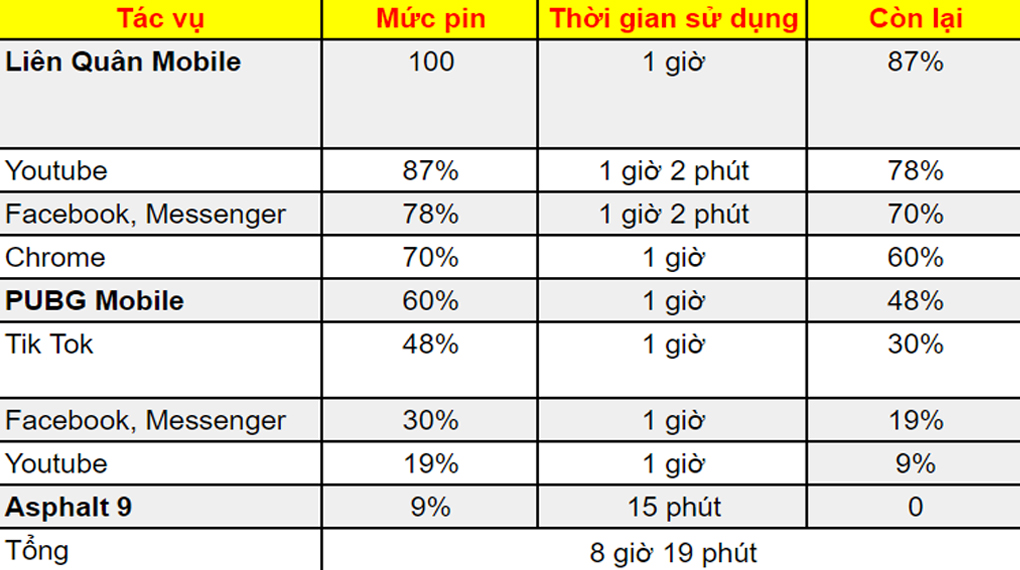 Tác vụ Mức pin Thời gian sử dụng Còn lại
Liên Quân Mobile 100 1 giờ 87%
Youtube 87% 1 giờ 2 phút 78%
Facebook, Messenger 78% 1 giờ 2 phút 70%
Chrome 70% 1 giờ 60%
PUBG Mobile 60% 1 giờ 48%
Tik Tok 48% 1 giờ 30%
Facebook, Messenger 30% 1 giờ 19%
Youtube 19% 1 giờ 9%
Asphalt 9 9% 15 phút 0
Tổng 8 giờ 19 phút